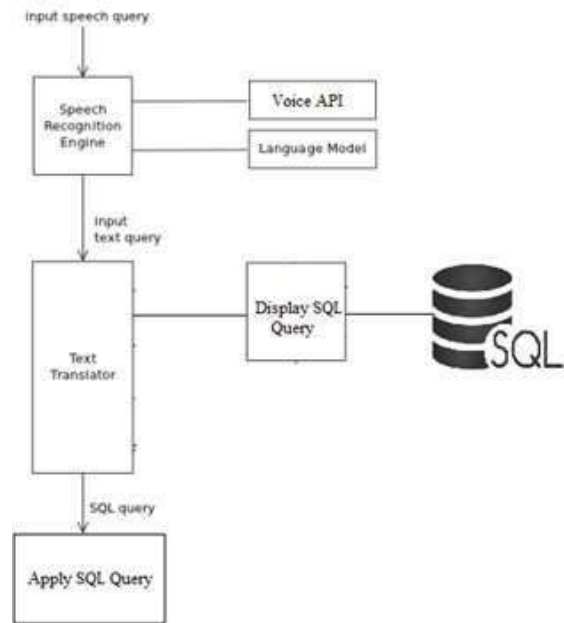 input speech query
Speech
Recognition
Engine
Voice API
Language Model
input
text query
Text
Translator
Display SQL
Query
SQL
SQL query
Apply SQL Query